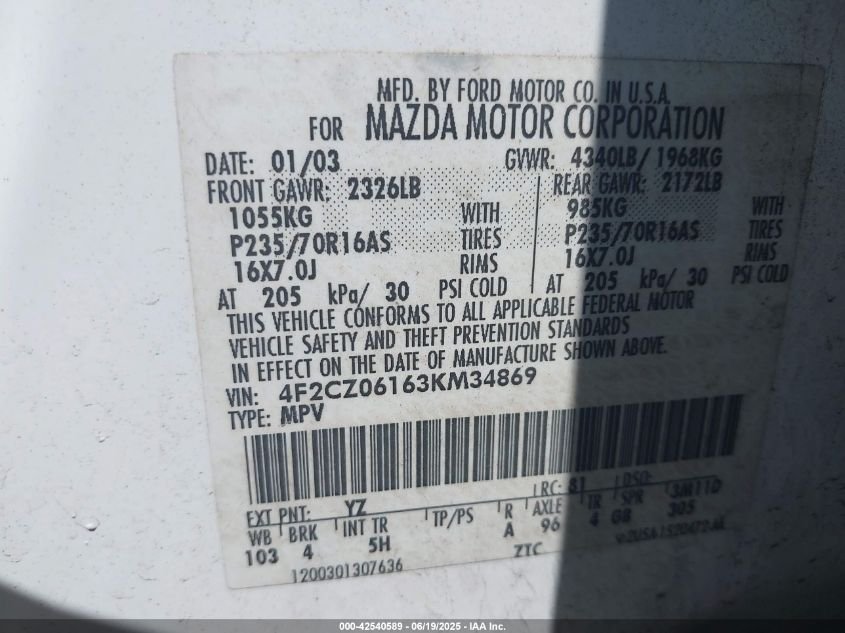 MFD. BY FORD MOTOR CO. IN U.S.A.
FOR MAZDA MOTOR CORPORATION
DATE: 01/03 GVWR: 4340LB/ 1968KG
FRONT GAWR: 2326LB REAR GAWR: 2172LB
1055KG WITH 985KG WITH
P235/70R16AS TIRES P235/70R16AS TIRES
16X7.0J RIMS 16X7.0J RIMS
AT 205 kPa/ 30 PSI COLD AT 205 kPa/ 30 PSI COLD
THIS VEHICLE CONFORMS TO ALL APPLICABLE FEDERAL MOTOR
VEHICLE SAFETY AND THEFT PREVENTION STANDARDS
IN EFFECT ON THE DATE OF MANUFACTURE SHOWN ABOVE.
VIN: 4F2CZ06163KM34869
TYPE: MPV
EXT PNT: YZ RC: 81 DSO:
WB BRK INT TR TP/PS R AXLE TR SPR
103 4 5H A 96 4 G8 305
1200301307636 ZTC
000-42540589 - 06/19/2025 - IAA Inc.